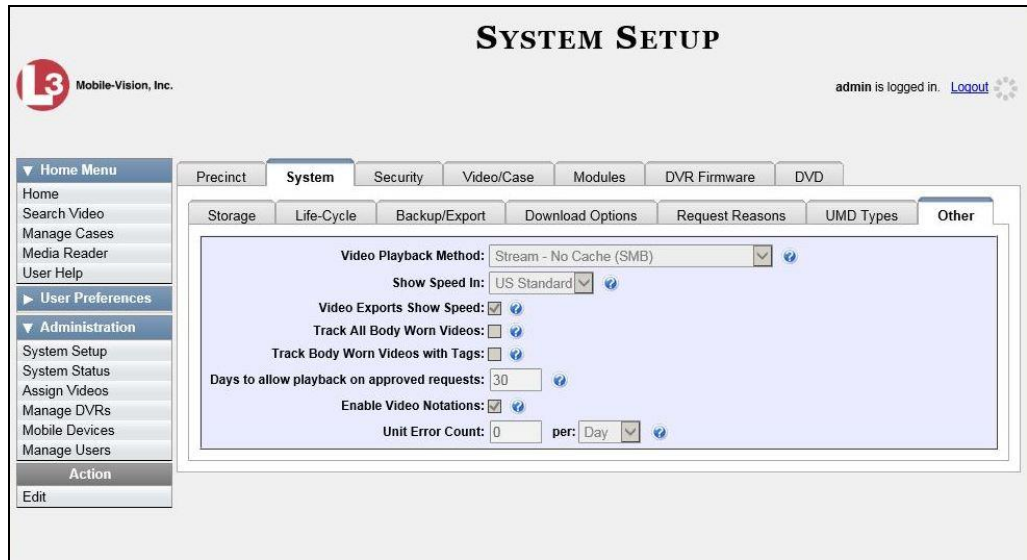 SYSTEM SETUP
L3 Mobile-Vision, Inc.
admin is logged in. Logout
▼ Home Menu
Home
Search Video
Manage Cases
Media Reader
User Help
▶ User Preferences
▼ Administration
System Setup
System Status
Assign Videos
Manage DVRs
Mobile Devices
Manage Users
Action
Edit
Precinct System Security Video/Case Modules DVR Firmware DVD
Storage Life-Cycle Backup/Export Download Options Request Reasons UMD Types Other
Video Playback Method: Stream - No Cache (SMB) ?
Show Speed In: US Standard ?
Video Exports Show Speed: ?
Track All Body Worn Videos: ?
Track Body Worn Videos with Tags: ?
Days to allow playback on approved requests: 30 ?
Enable Video Notations: ?
Unit Error Count: 0 per: Day ?